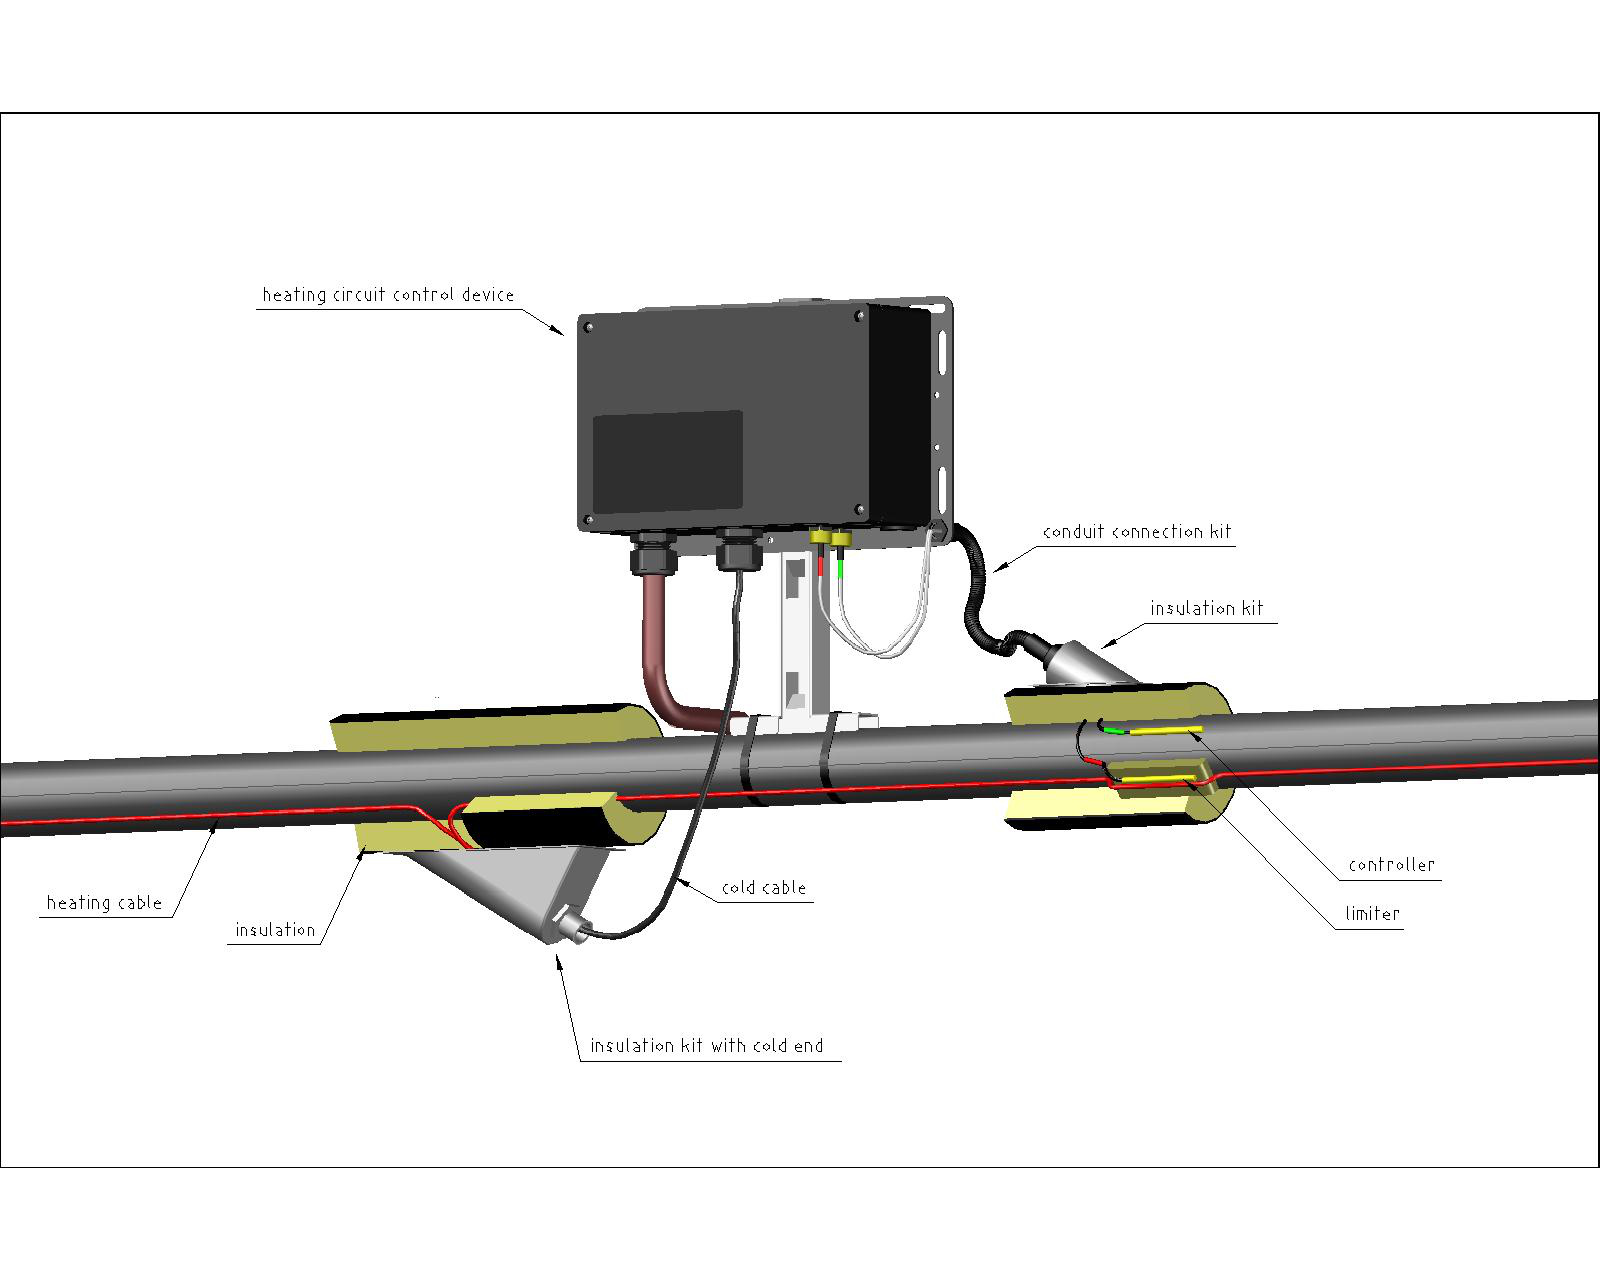 heating circuit control device
conduit connection kit
insulation kit
controller
cold cable
heating cable
limiter
insulation
insulation kit with cold end